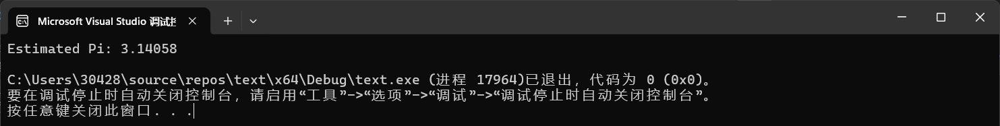 Microsoft Visual Studio 调试控
Estimated Pi: 3.14058
C:\Users\30428\source\repos\text\x64\Debug\text.exe (进程 17964)已退出，代码为 0 (0x0)。
要在调试停止时自动关闭控制台，请启用“工具”->“选项”->“调试”->“调试停止时自动关闭控制台”。
按任意键关闭此窗口. . .